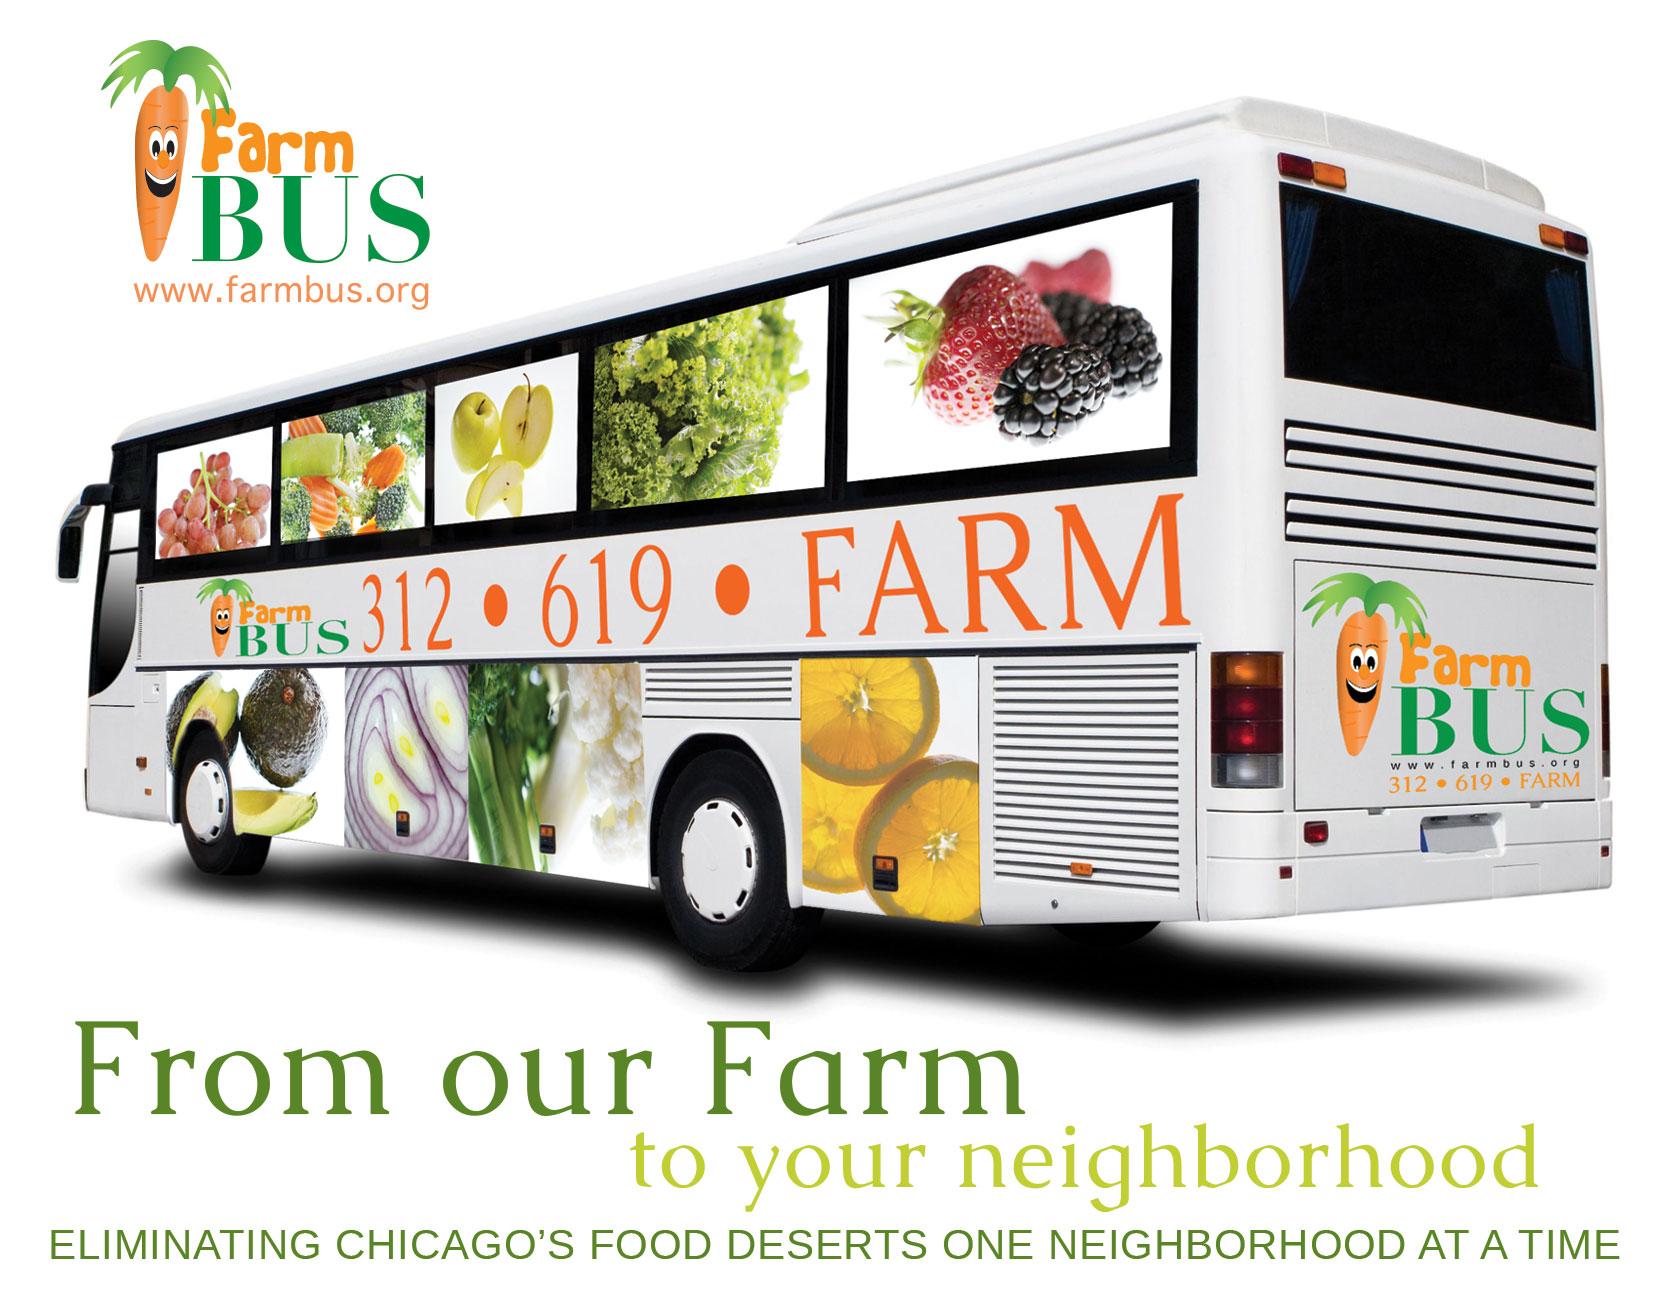 Farm
BUS
www.farmbus.org
Farm
BUS
312 • 619 • FARM
Farm
BUS
www.farmbus.org
312 • 619 • FARM
From our Farm
to your neighborhood
ELIMINATING CHICAGO’S FOOD DESERTS ONE NEIGHBORHOOD AT A TIME